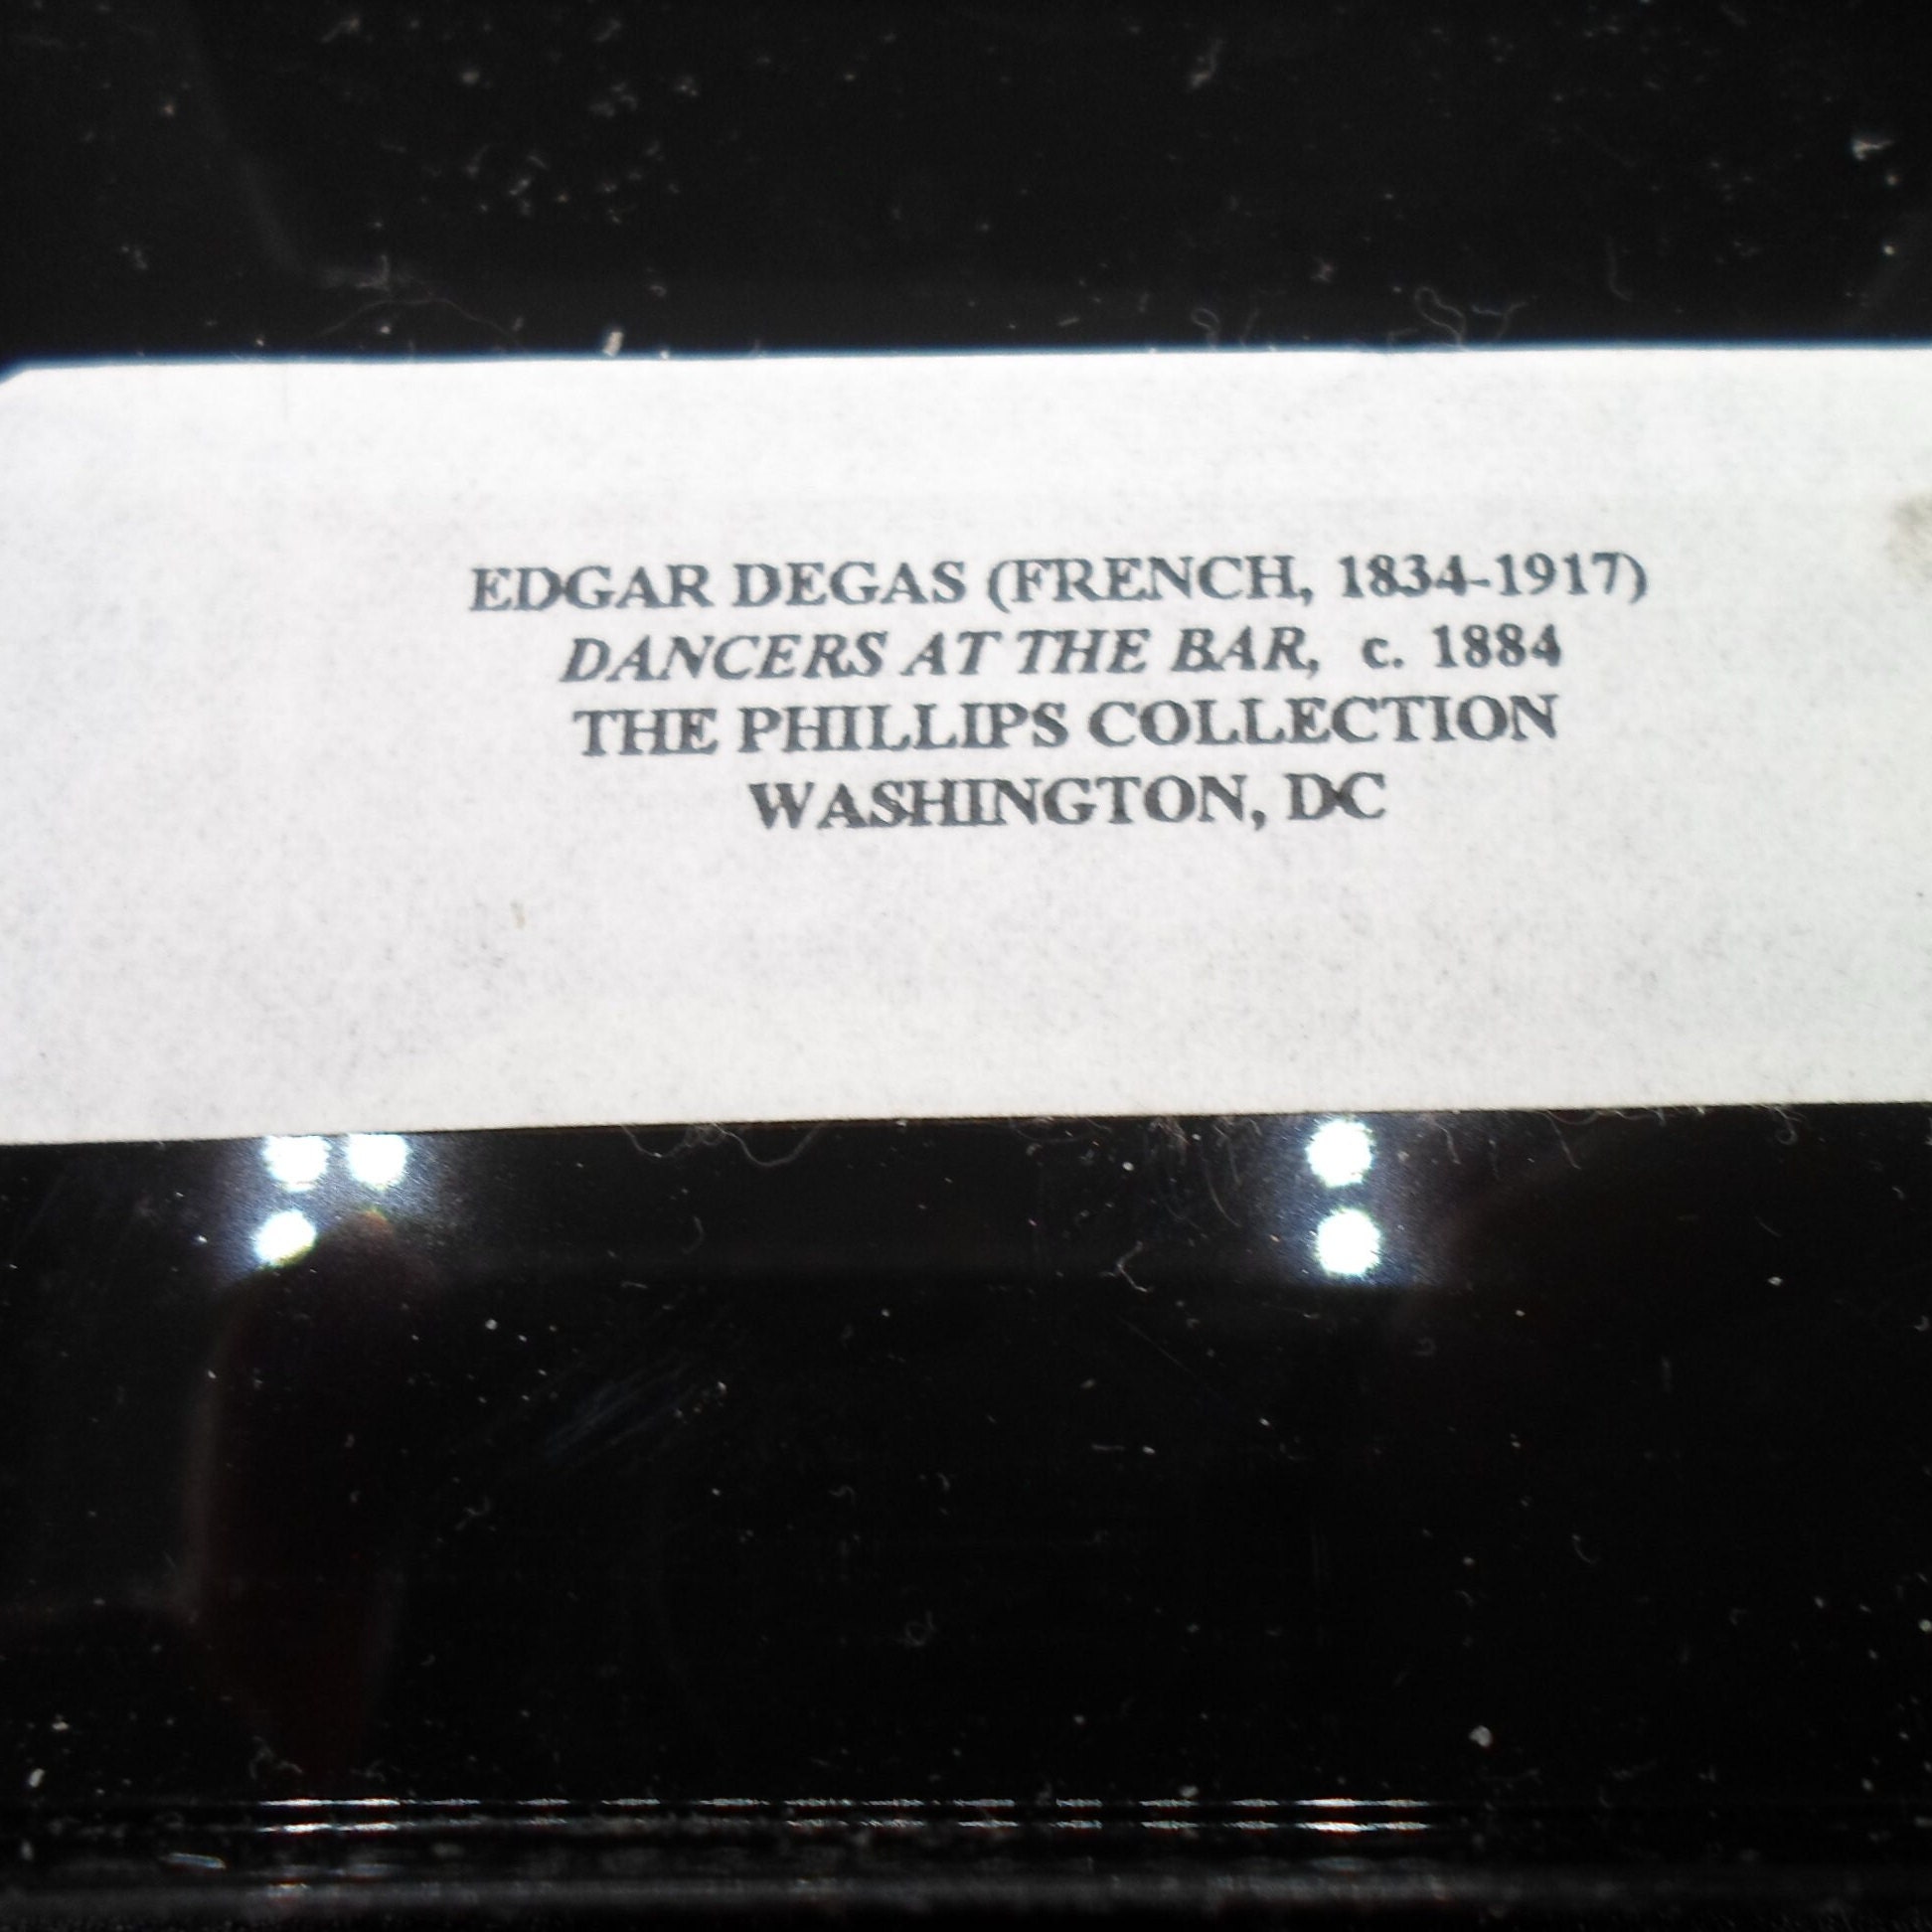 EDGAR DEGAS (FRENCH, 1834-1917)
DANCERS AT THE BAR, c. 1884
THE PHILLIPS COLLECTION
WASHINGTON, DC